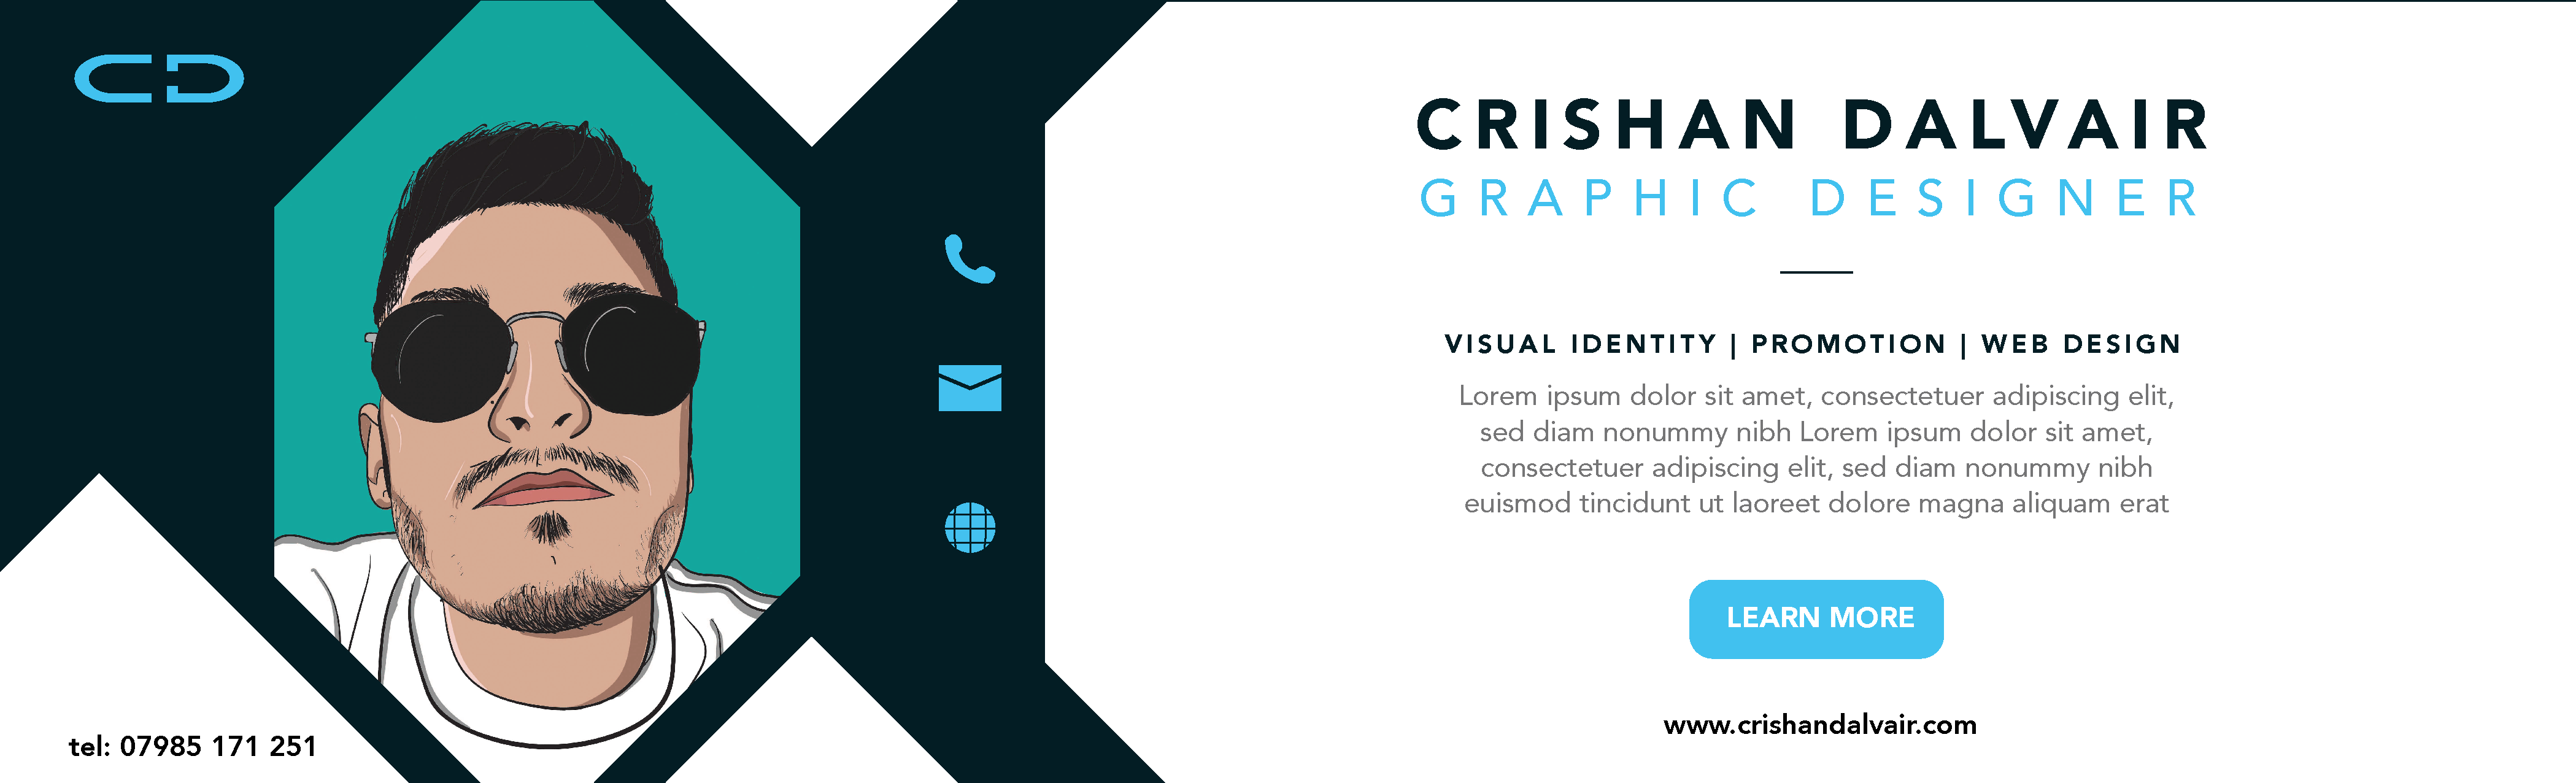 CD
CRISHAN DALVAIR
GRAPHIC DESIGNER
VISUAL IDENTITY | PROMOTION | WEB DESIGN
Lorem ipsum dolor sit amet, consectetuer adipiscing elit,
sed diam nonummy nibh Lorem ipsum dolor sit amet,
consectetuer adipiscing elit, sed diam nonummy nibh
euismod tincidunt ut laoreet dolore magna aliquam erat
LEARN MORE
www.crishandalvair.com
tel: 07985 171 251